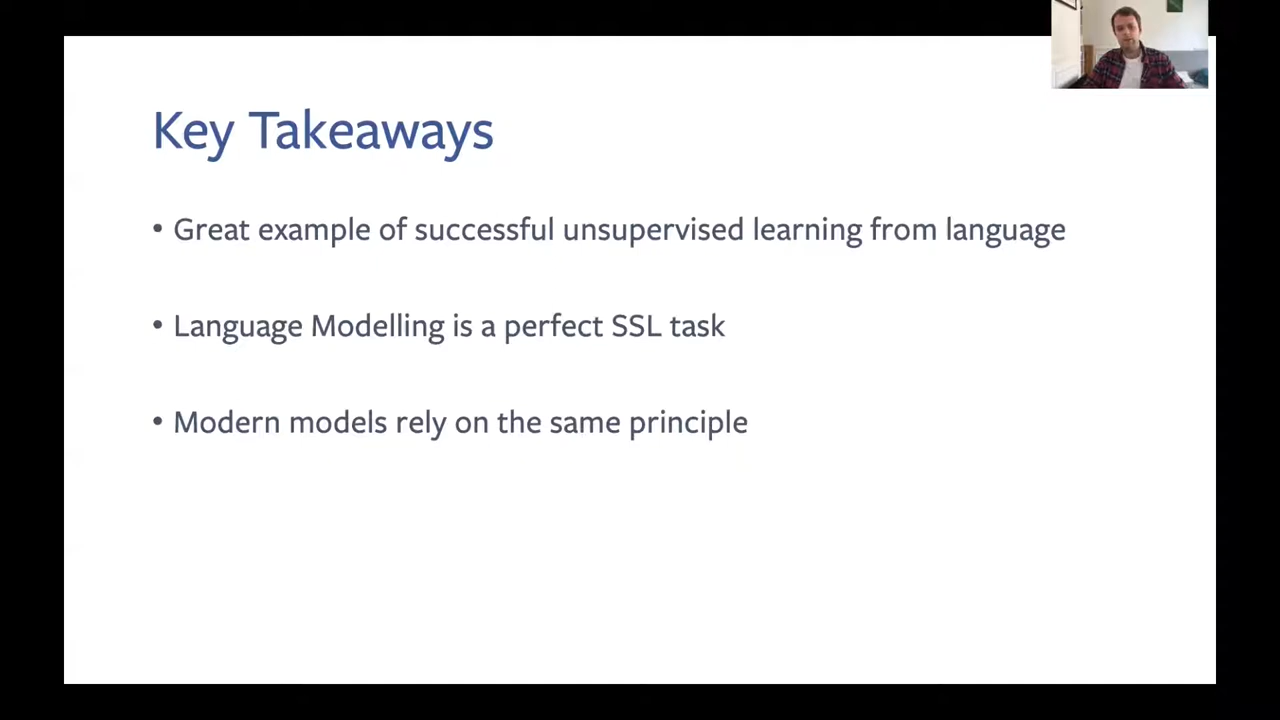 Key Takeaways
• Great example of successful unsupervised learning from language
• Language Modelling is a perfect SSL task
• Modern models rely on the same principle